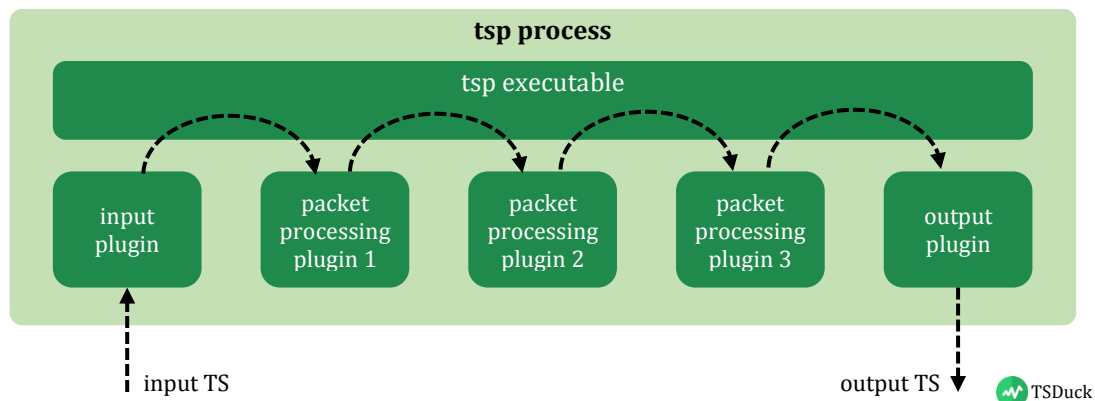 tsp process
tsp executable
input
plugin
packet
processing
plugin 1
packet
processing
plugin 2
packet
processing
plugin 3
output
plugin
input TS
output TS
TSDuck